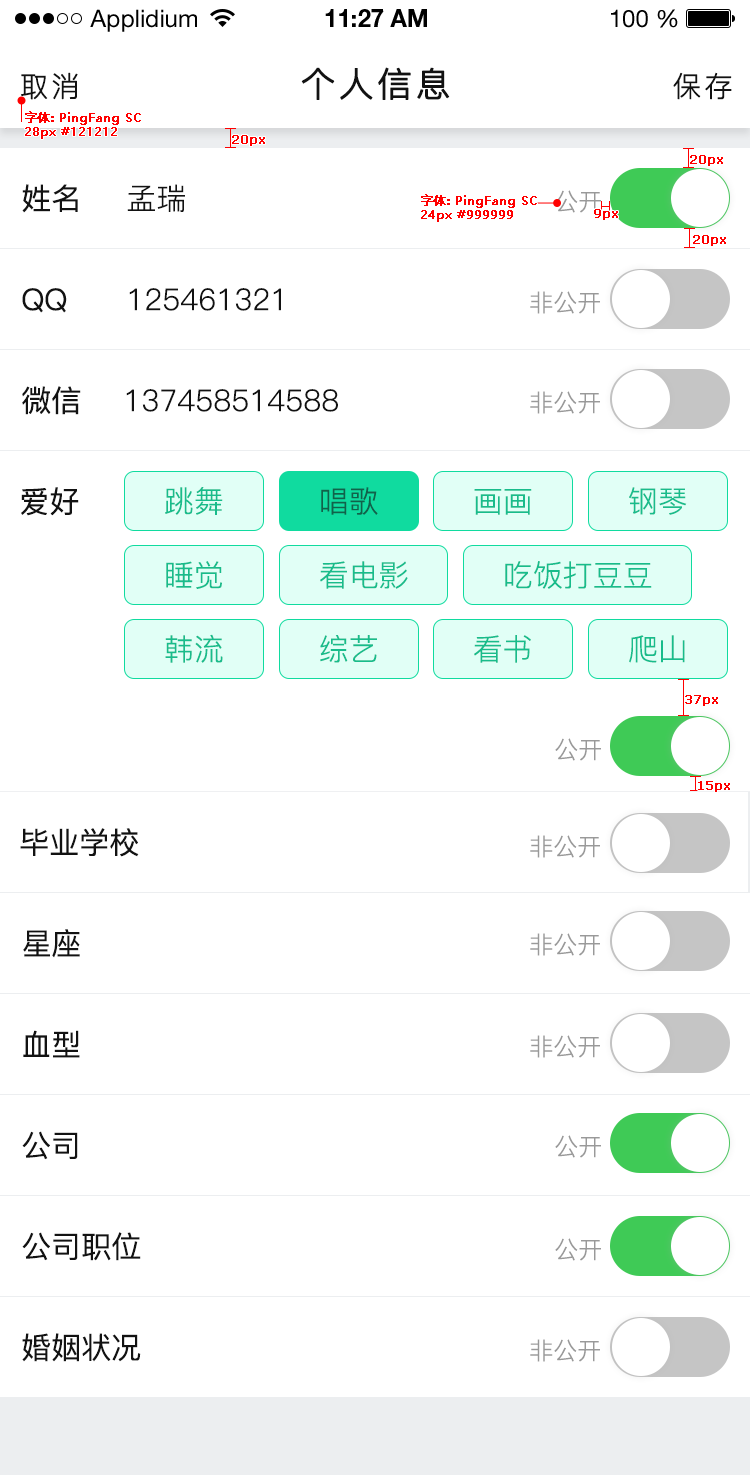 Applidium 11:27 AM 100 %
取消 个人信息 保存
字体: PingFang SC
28px #121212
20px
20px
姓名 孟瑞 公开
字体: PingFang SC
24px #999999
9px
20px
QQ 125461321 非公开
微信 137458514588 非公开
爱好 跳舞 唱歌 画画 钢琴
睡觉 看电影 吃饭打豆豆
韩流 综艺 看书 爬山
37px
公开
15px
毕业学校 非公开
星座 非公开
血型 非公开
公司 公开
公司职位 公开
婚姻状况 非公开